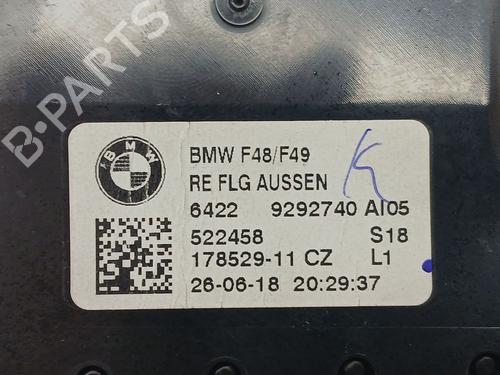 B-PARTS
BMW
BMW F48/F49
RE FLG AUSSEN
6422 9292740 AI05
522458 S18
178529-11 CZ L1
26-06-18 20:29:37